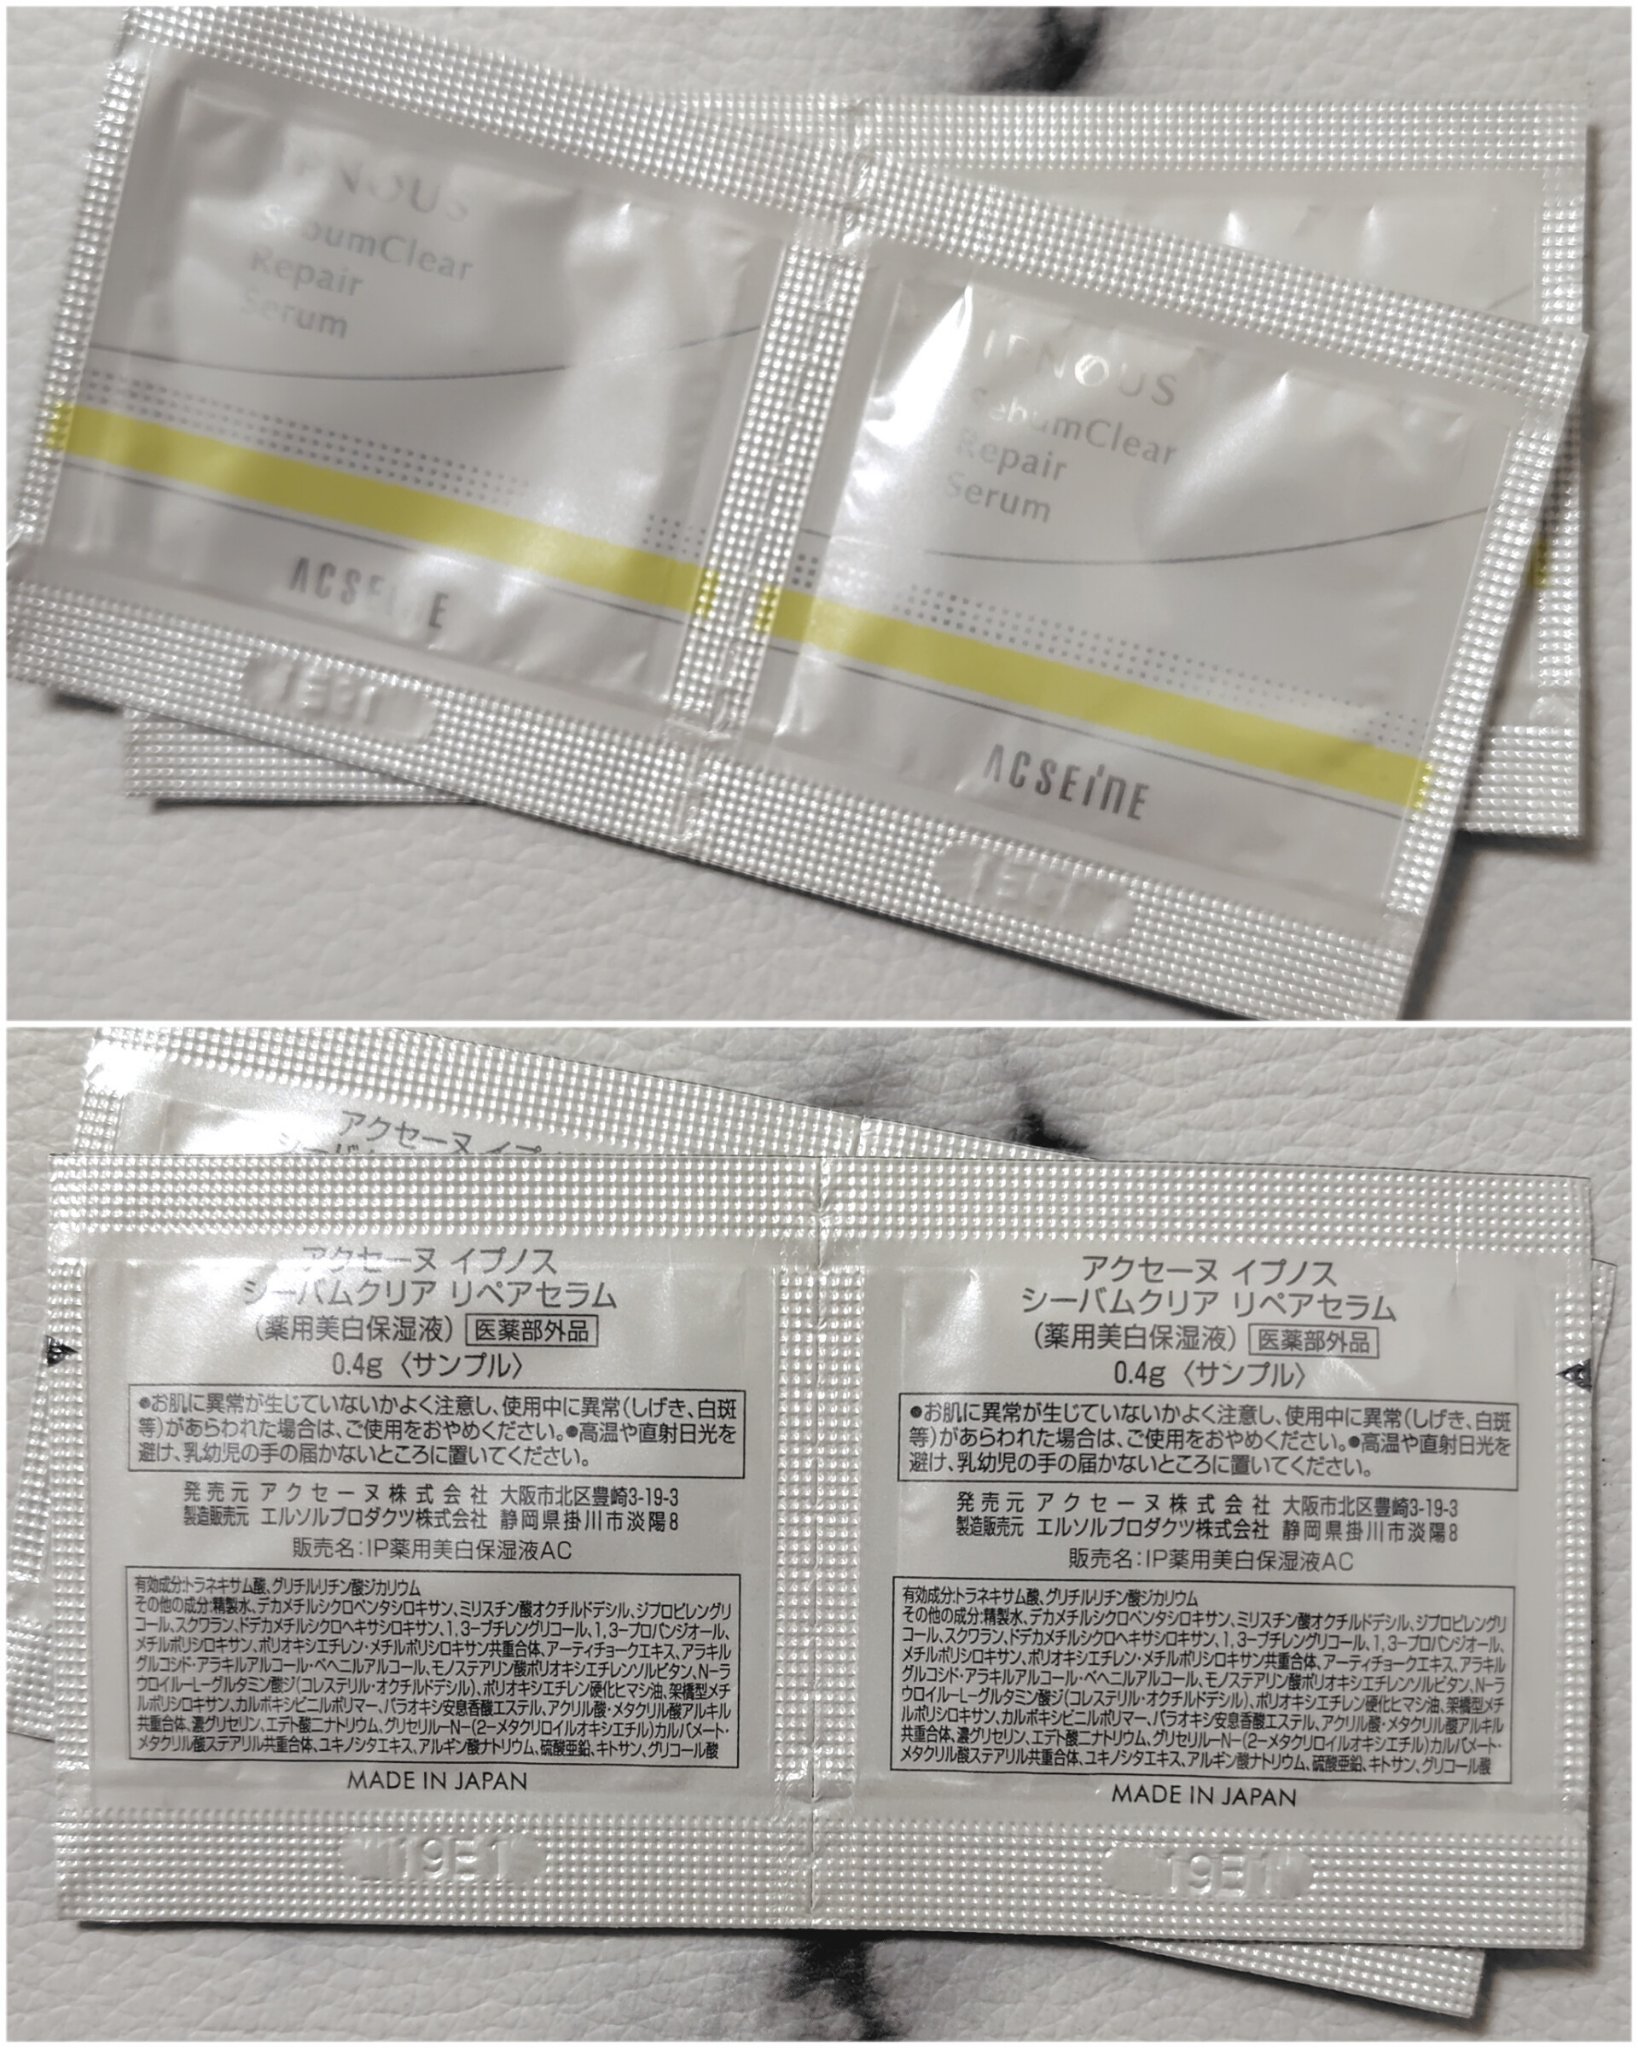 IPNOUS
SebumClear
Repair
Serum
ACSEINE
IPNOUS
SebumClear
Repair
Serum
ACSEINE
アクセーヌ イプ
アクセーヌ イプノス
シーバムクリア リペアセラム
(薬用美白保湿液) 医薬部外品
0.4g 〈サンプル〉
●お肌に異常が生じていないかよく注意し、使用中に異常(しげき、白斑
等)があらわれた場合は、ご使用をおやめください。●高温や直射日光を
避け、乳幼児の手の届かないところに置いてください。
発売元 アクセーヌ株式会社 大阪市北区豊崎3-19-3
製造販売元 エルソルプロダクツ株式会社 静岡県掛川市淡陽8
販売名:IP薬用美白保湿液AC
有効成分:トラネキサム酸、グリチルリチン酸ジカリウム
その他の成分:精製水、デカメチルシクロペンタシロキサン、ミリスチン酸オクチルドデシル、ジプロピレングリ
コール、スクワラン、ドデカメチルシクロヘキサシロキサン、1,3-ブチレングリコール、1,3-プロパンジオール、
メチルポリシロキサン、ポリオキシエチレン・メチルポリシロキサン共重合体、アーティチョークエキス、アラキル
グルコシド・アラキルアルコール・ベヘニルアルコール、モノステアリン酸ポリオキシエチレンソルビタン、N-ラ
ウロイル-L-グルタミン酸ジ(コレステリル・オクチルドデシル)、ポリオキシエチレン硬化ヒマシ油、架橋型メチ
ルポリシロキサン、カルボキシビニルポリマー、パラオキシ安息香酸エステル、アクリル酸・メタクリル酸アルキル
共重合体、濃グリセリン、エデト酸二ナトリウム、グリセリル-N-(2-メタクリロイルオキシエチル)カルバメート・
メタクリル酸ステアリル共重合体、ユキノシタエキス、アルギン酸ナトリウム、硫酸亜鉛、キトサン、グリコール酸
MADE IN JAPAN
19E1
アクセーヌ イプノス
シーバムクリア リペアセラム
(薬用美白保湿液) 医薬部外品
0.4g 〈サンプル〉
●お肌に異常が生じていないかよく注意し、使用中に異常(しげき、白斑
等)があらわれた場合は、ご使用をおやめください。●高温や直射日光を
避け、乳幼児の手の届かないところに置いてください。
発売元 アクセーヌ株式会社 大阪市北区豊崎3-19-3
製造販売元 エルソルプロダクツ株式会社 静岡県掛川市淡陽8
販売名:IP薬用美白保湿液AC
有効成分:トラネキサム酸、グリチルリチン酸ジカリウム
その他の成分:精製水、デカメチルシクロペンタシロキサン、ミリスチン酸オクチルドデシル、ジプロピレングリ
コール、スクワラン、ドデカメチルシクロヘキサシロキサン、1,3-ブチレングリコール、1,3-プロパンジオール、
メチルポリシロキサン、ポリオキシエチレン・メチルポリシロキサン共重合体、アーティチョークエキス、アラキル
グルコシド・アラキルアルコール・ベヘニルアルコール、モノステアリン酸ポリオキシエチレンソルビタン、N-ラ
ウロイル-L-グルタミン酸ジ(コレステリル・オクチルドデシル)、ポリオキシエチレン硬化ヒマシ油、架橋型メチ
ルポリシロキサン、カルボキシビニルポリマー、パラオキシ安息香酸エステル、アクリル酸・メタクリル酸アルキル
共重合体、濃グリセリン、エデト酸二ナトリウム、グリセリル-N-(2-メタクリロイルオキシエチル)カルバメート・
メタクリル酸ステアリル共重合体、ユキノシタエキス、アルギン酸ナトリウム、硫酸亜鉛、キトサン、グリコール酸
MADE IN JAPAN
19E1